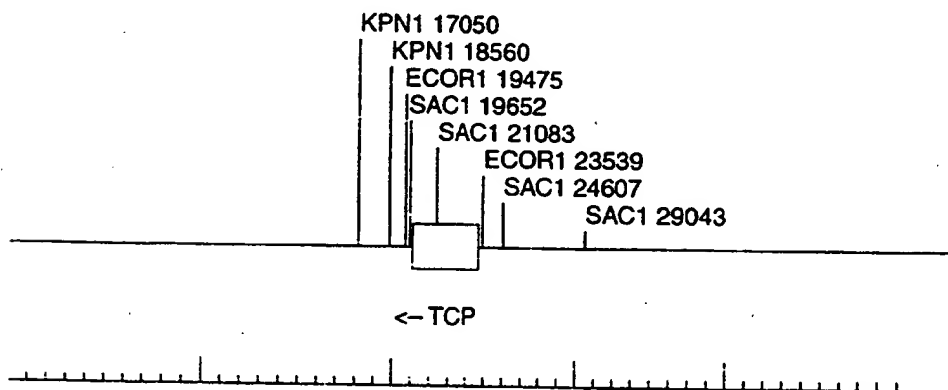 KPN1 17050
KPN1 18560
ECOR1 19475
SAC1 19652
SAC1 21083
ECOR1 23539
SAC1 24607
SAC1 29043
<–TCP